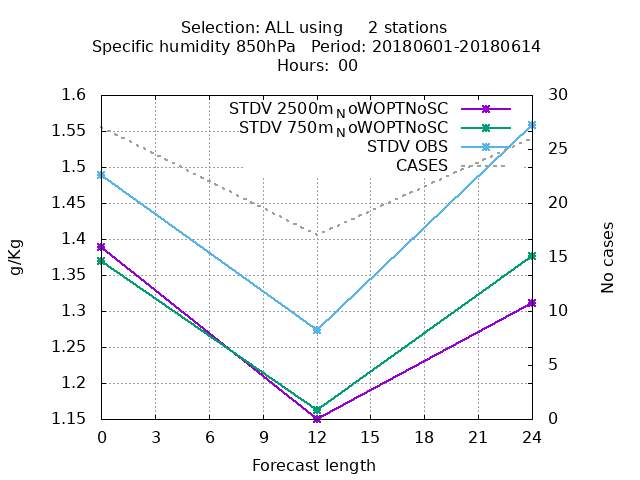 Selection: ALL using 2 stations
Specific humidity 850hPa Period: 20180601-20180614
Hours: 00
STDV 2500m_NoWOPTNoSC
STDV 750m_NoWOPTNoSC
STDV OBS
CASES
g/Kg
1.6
1.55
1.5
1.45
1.4
1.35
1.3
1.25
1.2
1.15
30
25
20
15
10
5
0
No cases
0 3 6 9 12 15 18 21 24
Forecast length